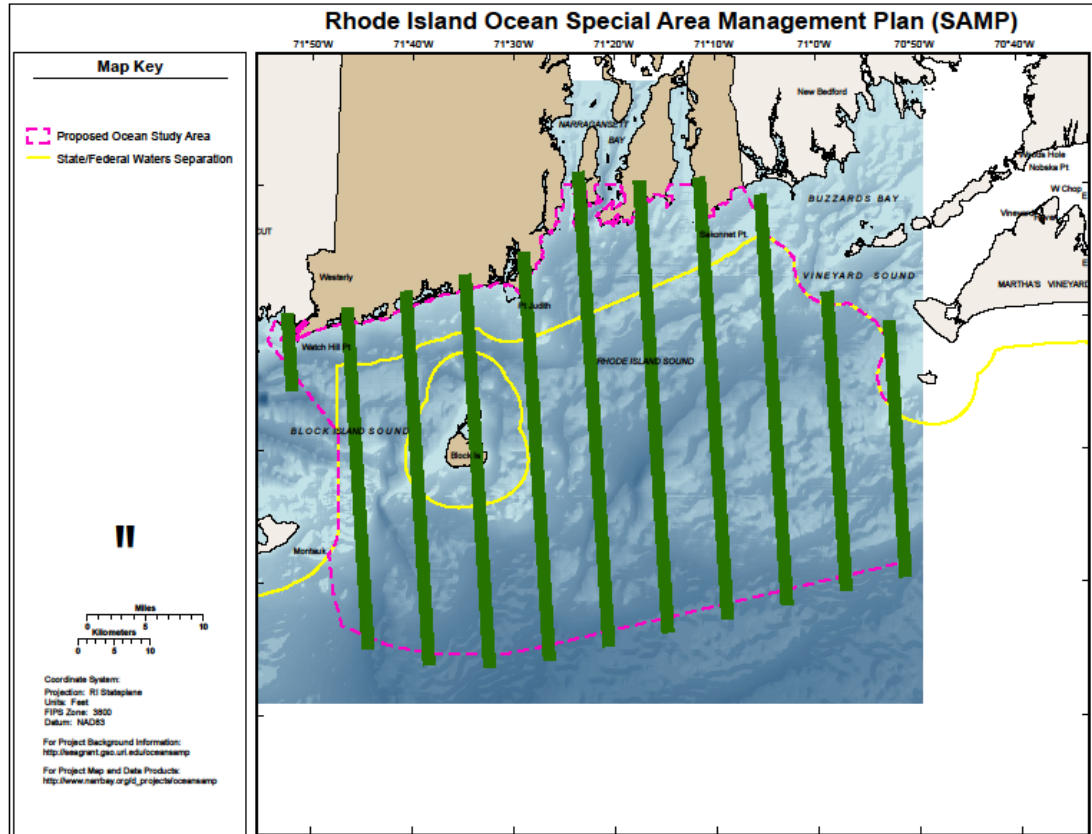 Rhode Island Ocean Special Area Management Plan (SAMP)
71°50'W 71°40'W 71°30'W 71°20'W 71°10'W 71°0'W 70°50'W 70°40'W
Map Key
Proposed Ocean Study Area
State/Federal Waters Separation
"
Miles
0 5 10
Kilometers
0 5 10
Coordinate System:
Projection: RI Stateplane
Units: Feet
FIPS Zone: 3800
Datum: NAD83
For Project Background Information:
http://seagrant.gso.uri.edu/oceansamp
For Project Map and Data Products:
http://www.narrbay.org/d_projects/oceansamp
New Bedford
NARRAGANSETT
BAY
Woods Hole
Nobska Pt
W Chop
E
BUZZARDS BAY
Vineyard
CUT
Sakonnet Pt.
E
Westerly
VINEYARD SOUND
MARTHA'S VINEYARD
Pt Judith
Watch Hill Pt
RHODE ISLAND SOUND
BLOCK ISLAND SOUND
Block Is
Montauk